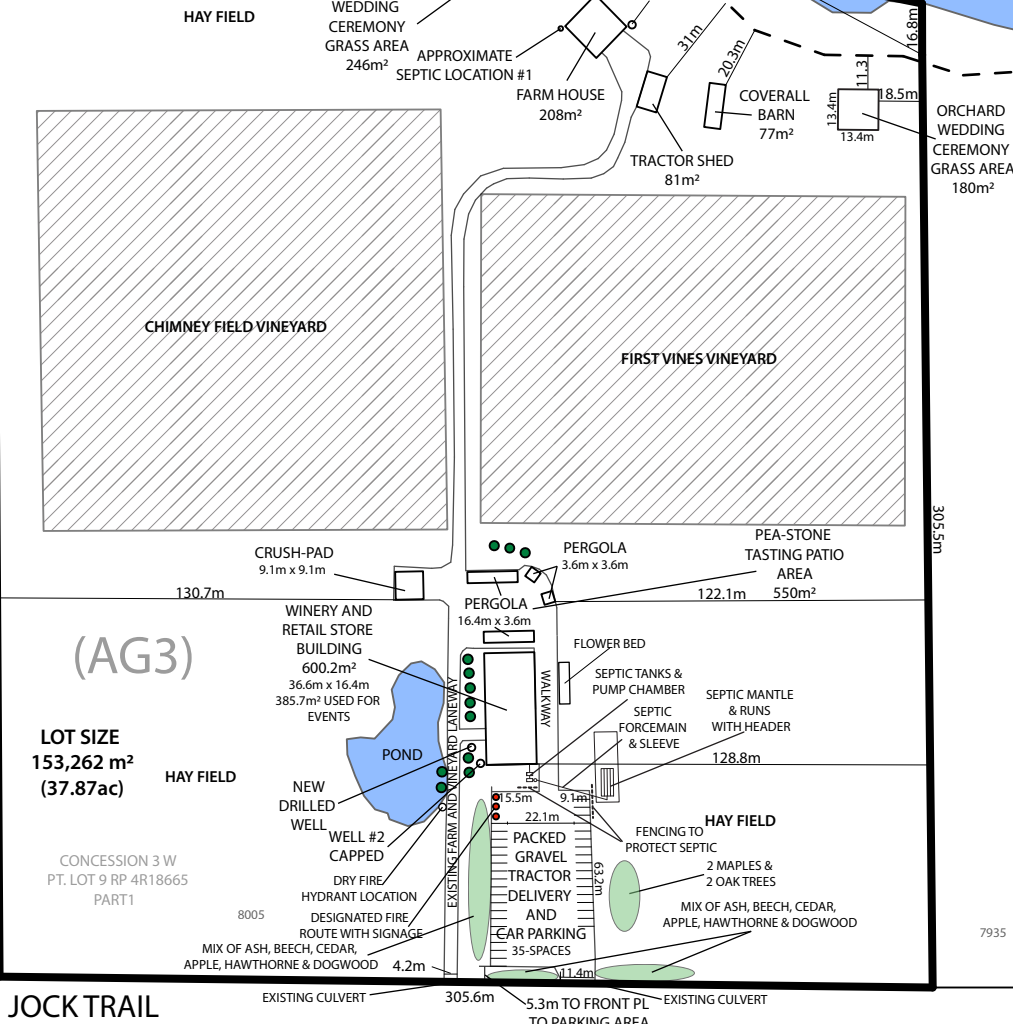 HAY FIELD
WEDDING
CEREMONY
GRASS AREA
246m²
APPROXIMATE
SEPTIC LOCATION #1
FARM HOUSE
208m²
31m
20.3m
16.8m
11.3
18.5m
13.4m
13.4m
COVERALL
BARN
77m²
TRACTOR SHED
81m²
ORCHARD
WEDDING
CEREMONY
GRASS AREA
180m²
CHIMNEY FIELD VINEYARD
FIRST VINES VINEYARD
305.5m
CRUSH-PAD
9.1m x 9.1m
PERGOLA
3.6m x 3.6m
PEA-STONE
TASTING PATIO
AREA
550m²
130.7m
122.1m
PERGOLA
16.4m x 3.6m
WINERY AND
RETAIL STORE
BUILDING
600.2m²
36.6m x 16.4m
385.7m² USED FOR
EVENTS
(AG3)
FLOWER BED
WALKWAY
SEPTIC TANKS &
PUMP CHAMBER
SEPTIC
FORCEMAIN
& SLEEVE
SEPTIC MANTLE
& RUNS
WITH HEADER
LOT SIZE
153,262 m²
(37.87ac)
HAY FIELD
POND
EXISTING FARM AND VINEYARD LANEWAY
128.8m
NEW
DRILLED
WELL
WELL #2
CAPPED
15.5m
9.1m
22.1m
HAY FIELD
FENCING TO
PROTECT SEPTIC
PACKED
GRAVEL
TRACTOR
DELIVERY
AND
CAR PARKING
35-SPACES
63.2m
2 MAPLES &
2 OAK TREES
CONCESSION 3 W
PT. LOT 9 RP 4R18665
PART1
DRY FIRE
HYDRANT LOCATION
8005
DESIGNATED FIRE
ROUTE WITH SIGNAGE
MIX OF ASH, BEECH, CEDAR,
APPLE, HAWTHORNE & DOGWOOD
7935
MIX OF ASH, BEECH, CEDAR,
APPLE, HAWTHORNE & DOGWOOD
4.2m
11.4m
JOCK TRAIL
EXISTING CULVERT
305.6m
5.3m TO FRONT PL
TO PARKING AREA
EXISTING CULVERT